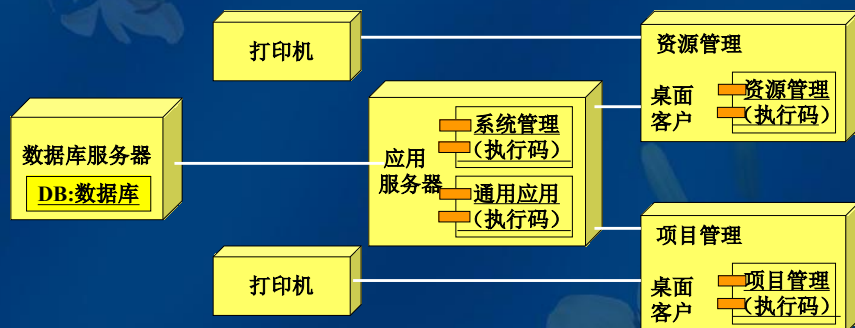 打印机
资源管理
桌面
客户
资源管理
（执行码）
数据库服务器
DB:数据库
应用
服务器
系统管理
（执行码）
通用应用
（执行码）
打印机
项目管理
桌面
客户
项目管理
（执行码）